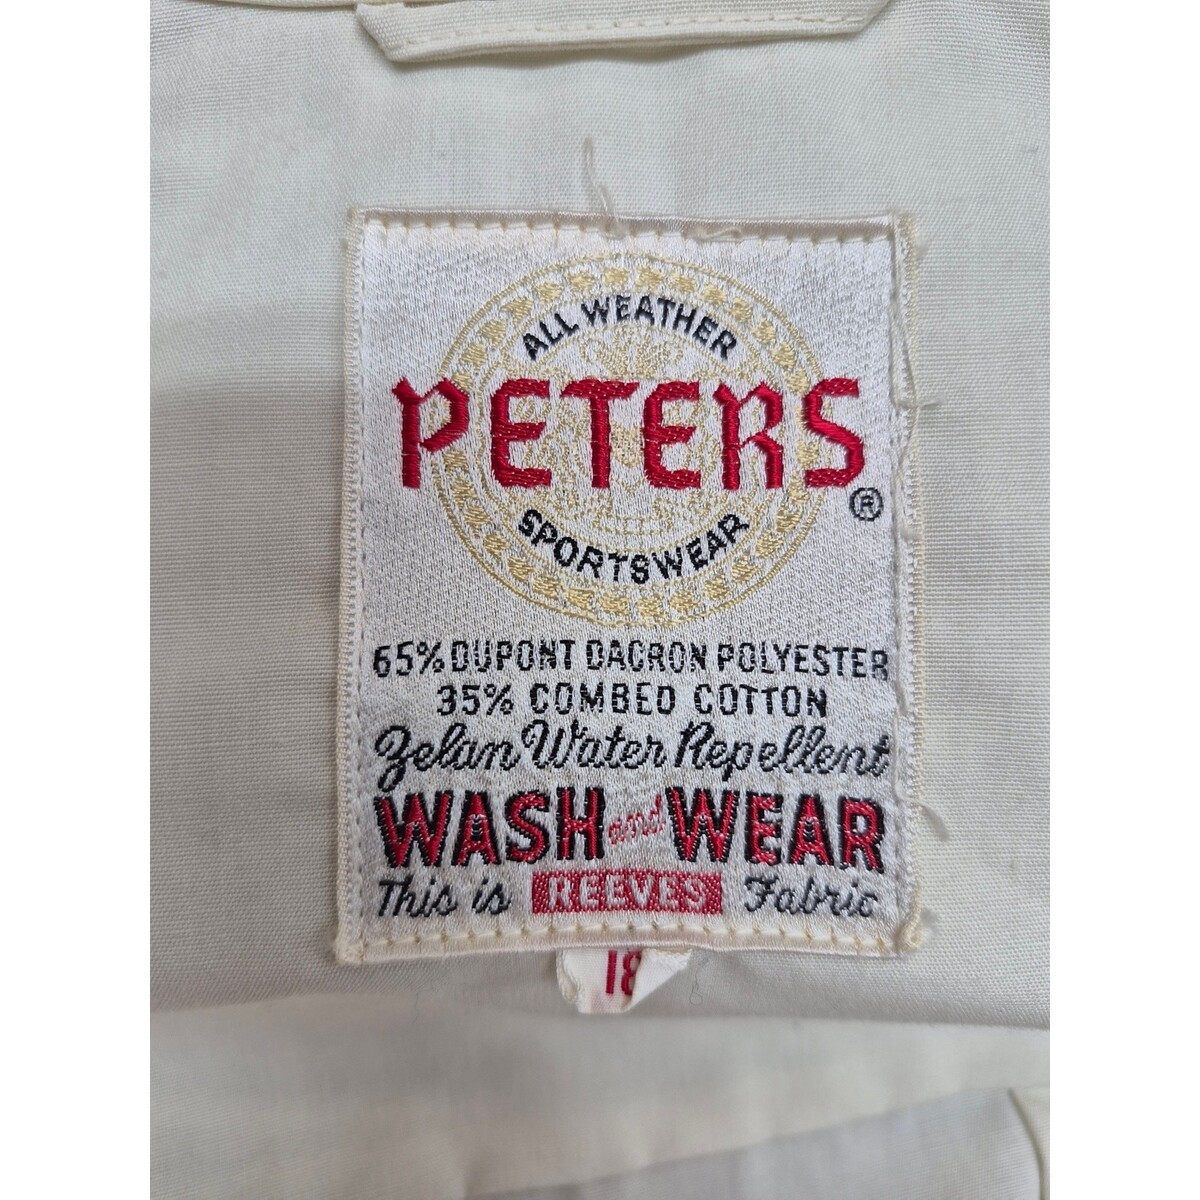 ALL WEATHER
PETERS®
SPORTSWEAR
65% DUPONT DACRON POLYESTER
35% COMBED COTTON
Zelan Water Repellent
WASH and WEAR
This is REEVES Fabric
18